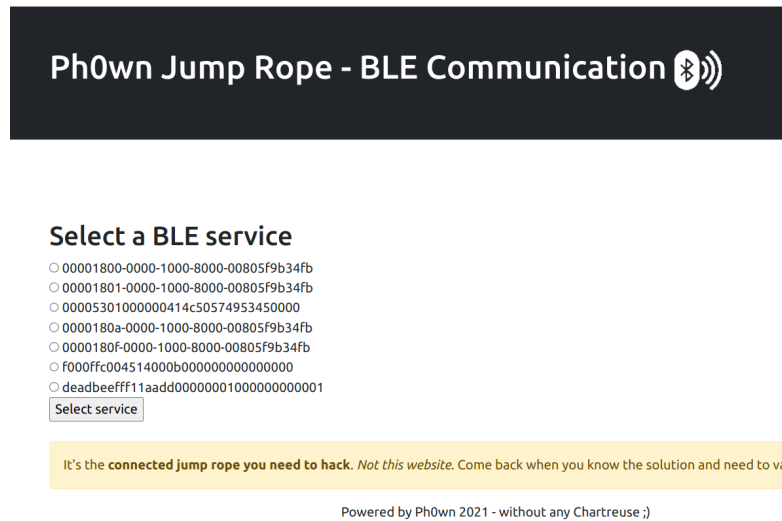 Ph0wn Jump Rope - BLE Communication
Select a BLE service
00001800-0000-1000-8000-00805f9b34fb
00001801-0000-1000-8000-00805f9b34fb
00005301000000414c50574953450000
0000180a-0000-1000-8000-00805f9b34fb
0000180f-0000-1000-8000-00805f9b34fb
f000ffc004514000b000000000000000
deadbeefff11aadd00000001000000000001
Select service
It's the connected jump rope you need to hack. Not this website. Come back when you know the solution and need to va
Powered by Ph0wn 2021 - without any Chartreuse ;)